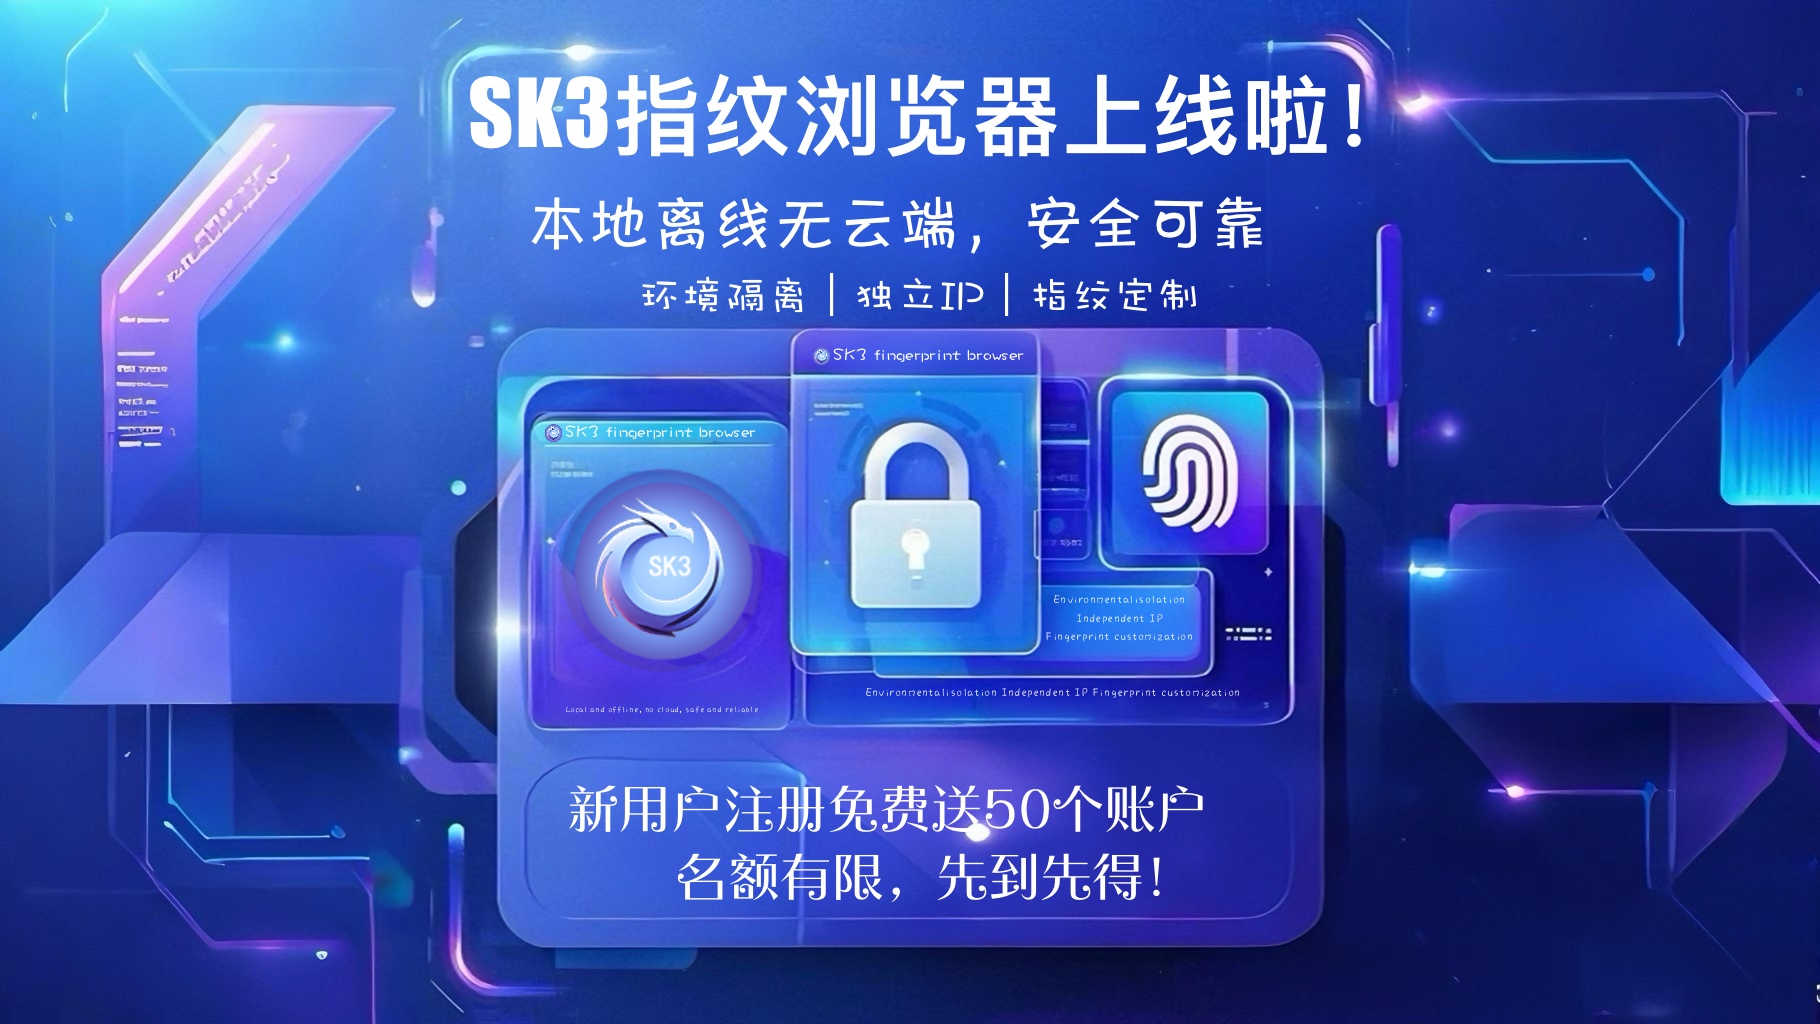 SK3指纹浏览器上线啦！
本地离线无云端，安全可靠
环境隔离 | 独立IP | 指纹定制
SK3 fingerprint browser
SK3 fingerprint browser
SK3
Environmentalisolation
Independent IP
Fingerprint customization
Environmentalisolation Independent IP Fingerprint customization
Local and offline, no cloud, safe and reliable
新用户注册免费送50个账户
名额有限，先到先得！